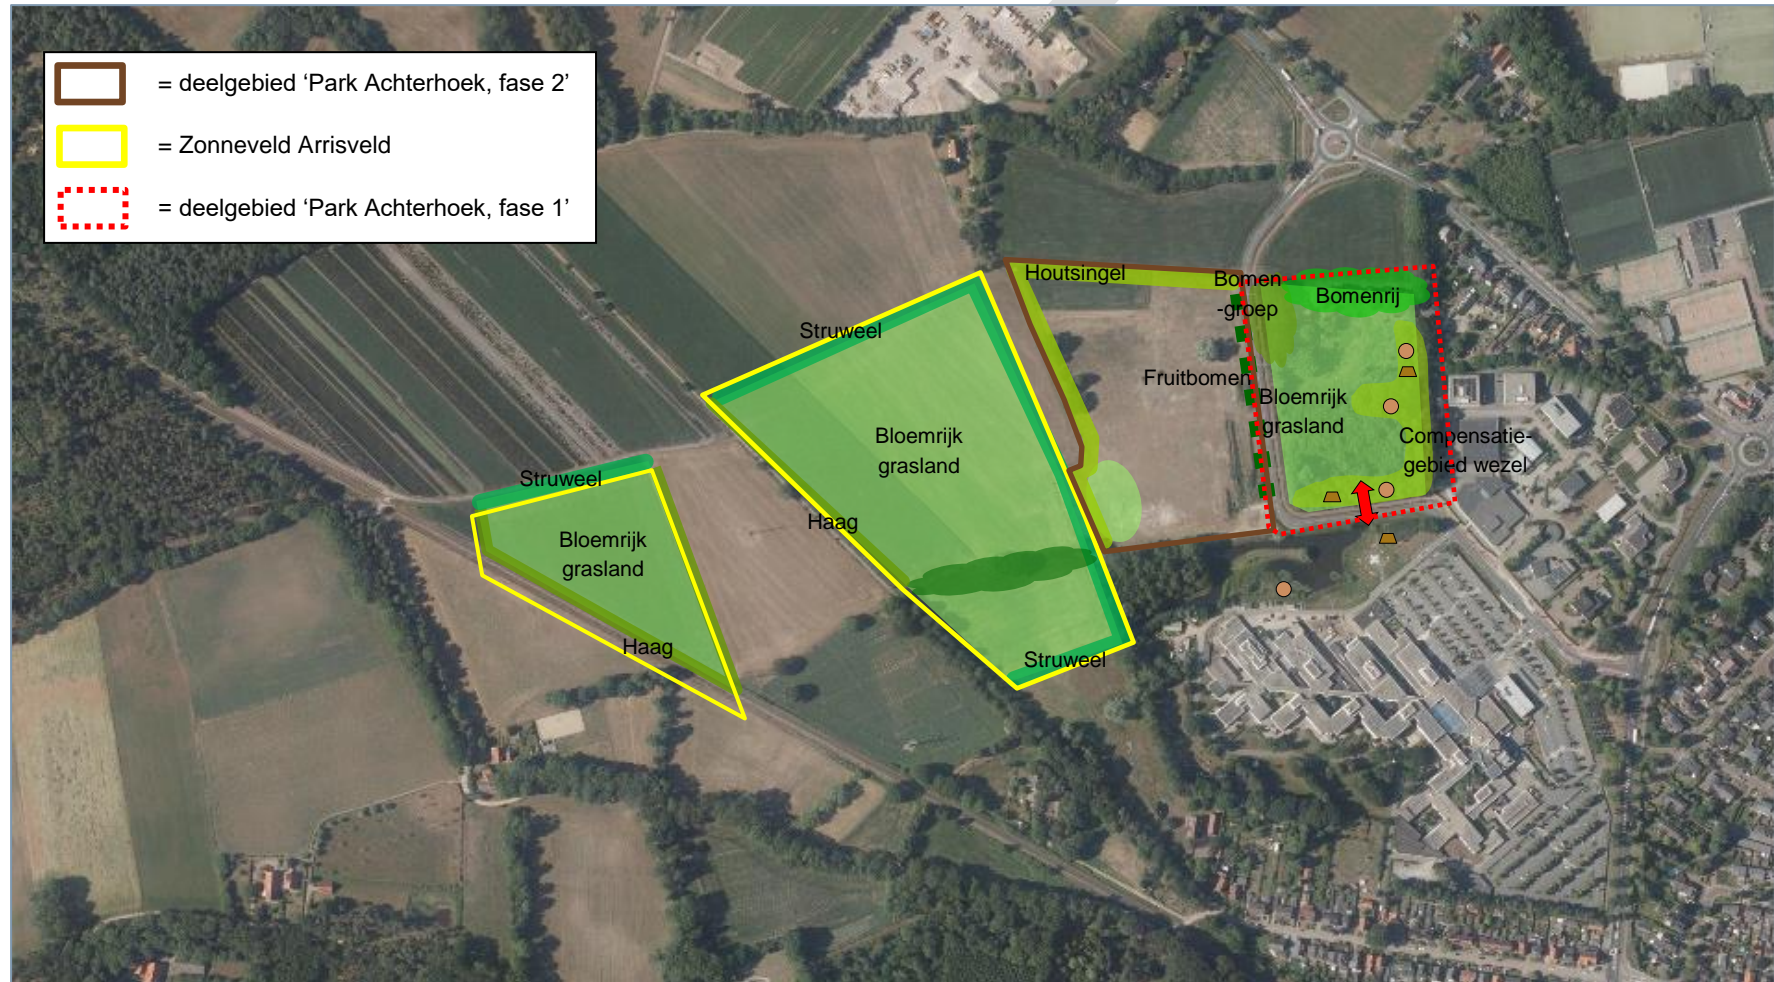 = deelgebied ‘Park Achterhoek, fase 2’
= Zonneveld Arrisveld
= deelgebied ‘Park Achterhoek, fase 1’
Houtsingel
Bomen
-groep
Bomenrij
Struweel
Fruitbomen
Bloemrijk
grasland
Bloemrijk
grasland
Compensatie-
gebied wezel
Struweel
Haag
Bloemrijk
grasland
Haag
Struweel